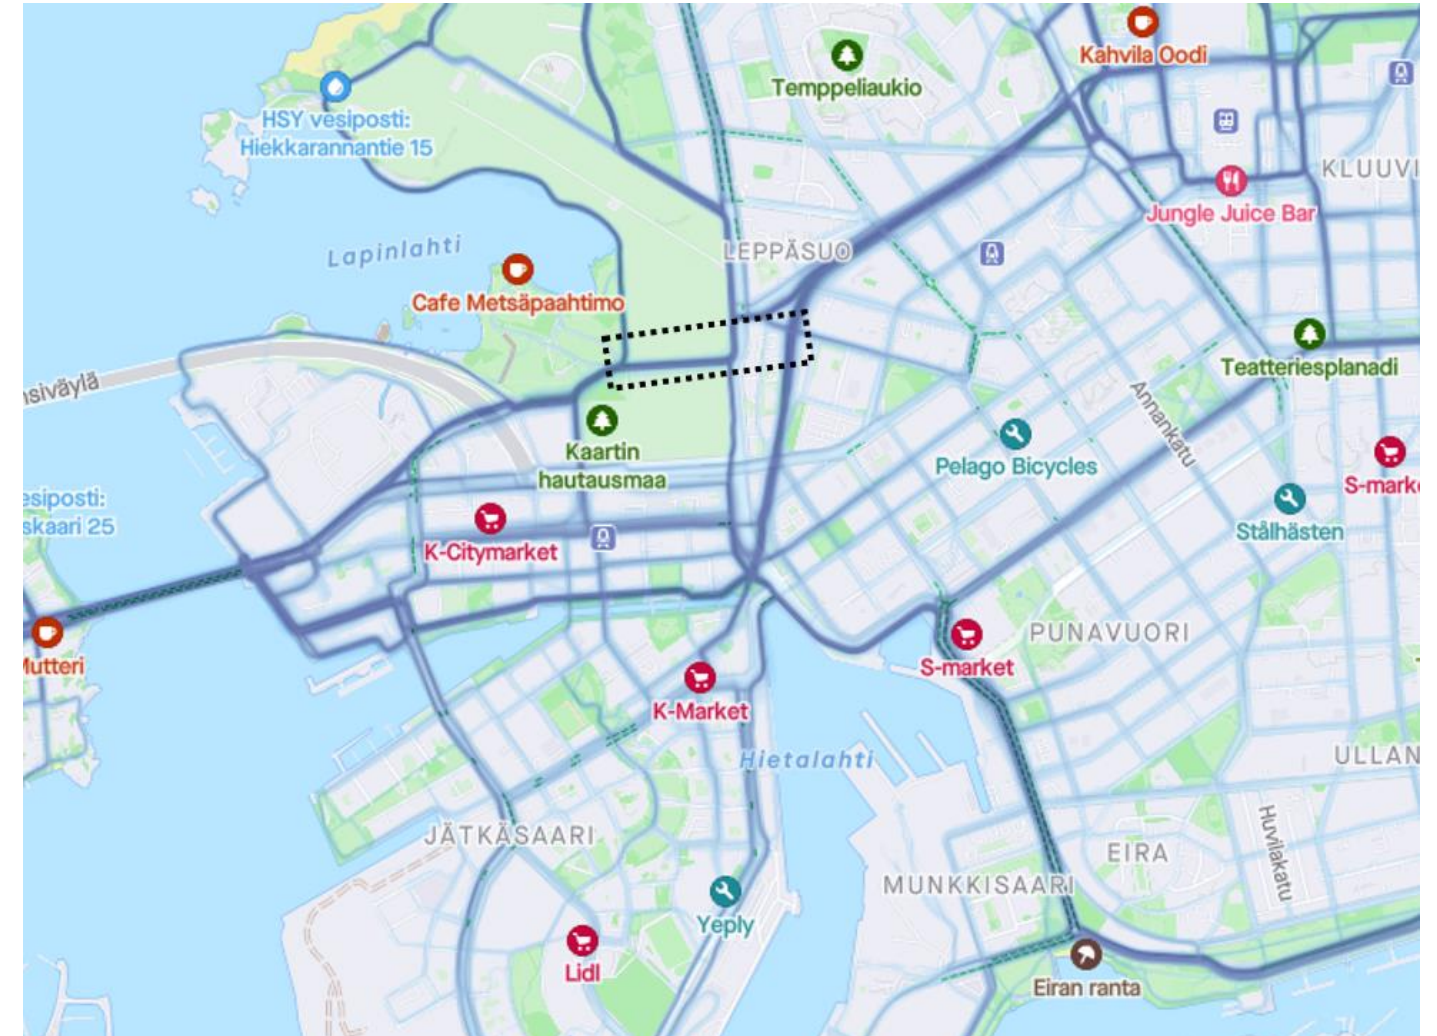 Kahvila Oodi
Temppeliaukio
HSY vesiposti:
Hiekkarannantie 15
KLUUVI
Jungle Juice Bar
Lapinlahti
LEPPÄSUO
Cafe Metsäpaahtimo
nsiväylä
Teatteriesplanadi
Annankatu
Kaartin
hautausmaa
Pelago Bicycles
esiposti:
skaari 25
S-marke
K-Citymarket
Stålhästen
Mutteri
S-market
PUNAVUORI
K-Market
Hietalahti
ULLAN
JÄTKÄSAARI
Huvilakatu
EIRA
MUNKKISAARI
Yeply
Lidl
Eiran ranta